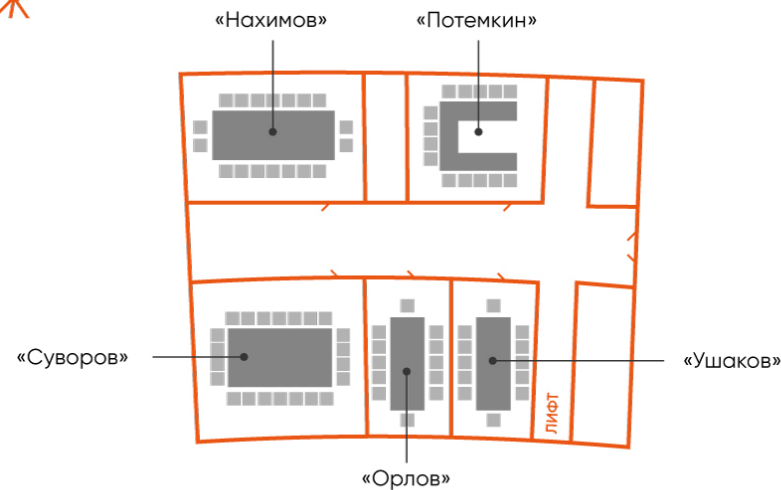 «Нахимов»
«Потемкин»
«Суворов»
«Ушаков»
ЛИФТ
«Орлов»